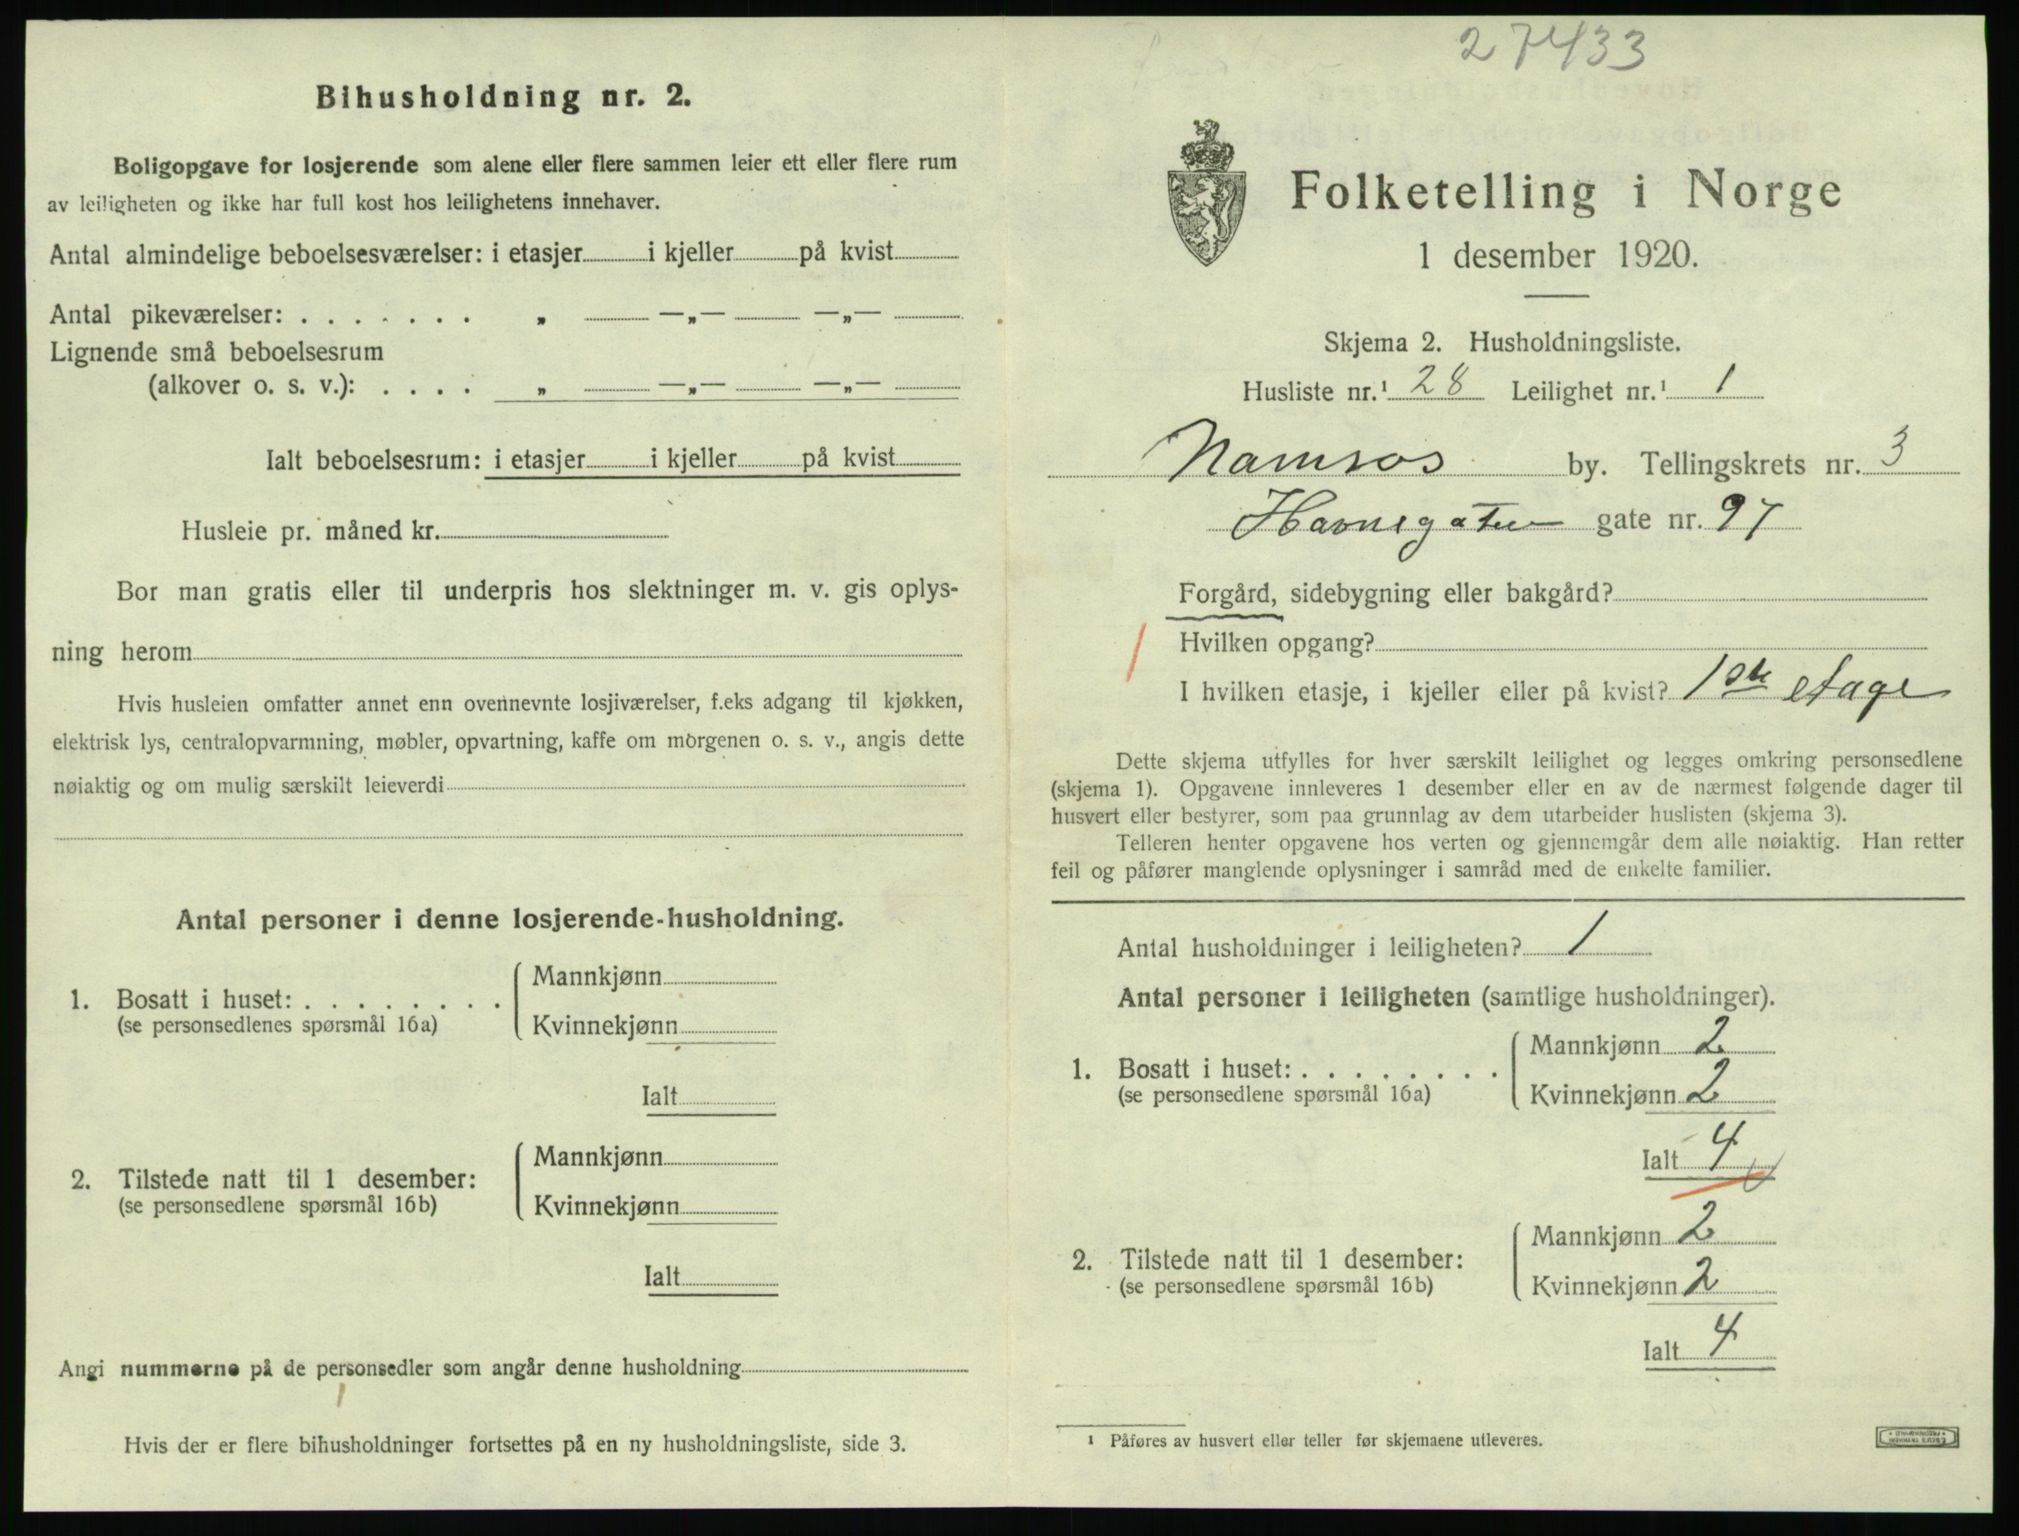 Bihusholdning nr. 2.
Boligopgave for losjerende som alene eller flere sammen leier ett eller flere rum
av leiligheten og ikke har full kost hos leilighetens innehaver.
Antal almindelige beboelsesværelser: i etasjer i kjeller på kvist
Antal pikeværelser: . . . . . . . „ —„— —„—
Lignende små beboelsesrum
(alkover o. s. v.): . . . . „ —„— —„—
Ialt beboelsesrum: i etasjer i kjeller på kvist
Husleie pr. måned kr.
Bor man gratis eller til underpris hos slektninger m. v. gis oplys-
ning herom
Hvis husleien omfatter annet enn ovennevnte losjiværelser, f.eks adgang til kjøkken,
elektrisk lys, centralopvarmning, møbler, opvartning, kaffe om morgenen o. s. v., angis dette
nøiaktig og om mulig særskilt leieverdi
Antal personer i denne losjerende-husholdning.
1. Bosatt i huset: . . . . . . . . Mannkjønn
(se personsedlenes spørsmål 16a) Kvinnekjønn
Ialt
2. Tilstede natt til 1 desember: Mannkjønn
(se personsedlene spørsmål 16b) Kvinnekjønn
Ialt
Angi nummerne på de personsedler som angår denne husholdning
Hvis der er flere bihusholdninger fortsettes på en ny husholdningsliste, side 3.
27433
Folketelling i Norge
1 desember 1920.
Skjema 2. Husholdningsliste.
Husliste nr.¹ 28 Leilighet nr.¹ 1
Namsos by. Tellingskrets nr. 3
Havnegaten gate nr. 97
Forgård, sidebygning eller bakgård?
1 Hvilken opgang?
I hvilken etasje, i kjeller eller på kvist? 1ste etage
Dette skjema utfylles for hver særskilt leilighet og legges omkring personsedlene
(skjema 1). Opgavene innleveres 1 desember eller en av de nærmest følgende dager til
husvert eller bestyrer, som paa grunnlag av dem utarbeider huslisten (skjema 3).
Telleren henter opgavene hos verten og gjennemgår dem alle nøiaktig. Han retter
feil og påfører manglende oplysninger i samråd med de enkelte familier.
Antal husholdninger i leiligheten? 1
Antal personer i leiligheten (samtlige husholdninger).
1. Bosatt i huset: . . . . . . . . Mannkjønn 2
(se personsedlene spørsmål 16a) Kvinnekjønn 2
Ialt 4
2. Tilstede natt til 1 desember: Mannkjønn 2
(se personsedlene spørsmål 16b) Kvinnekjønn 2
Ialt 4
¹ Påføres av husvert eller teller før skjemaene utleveres.